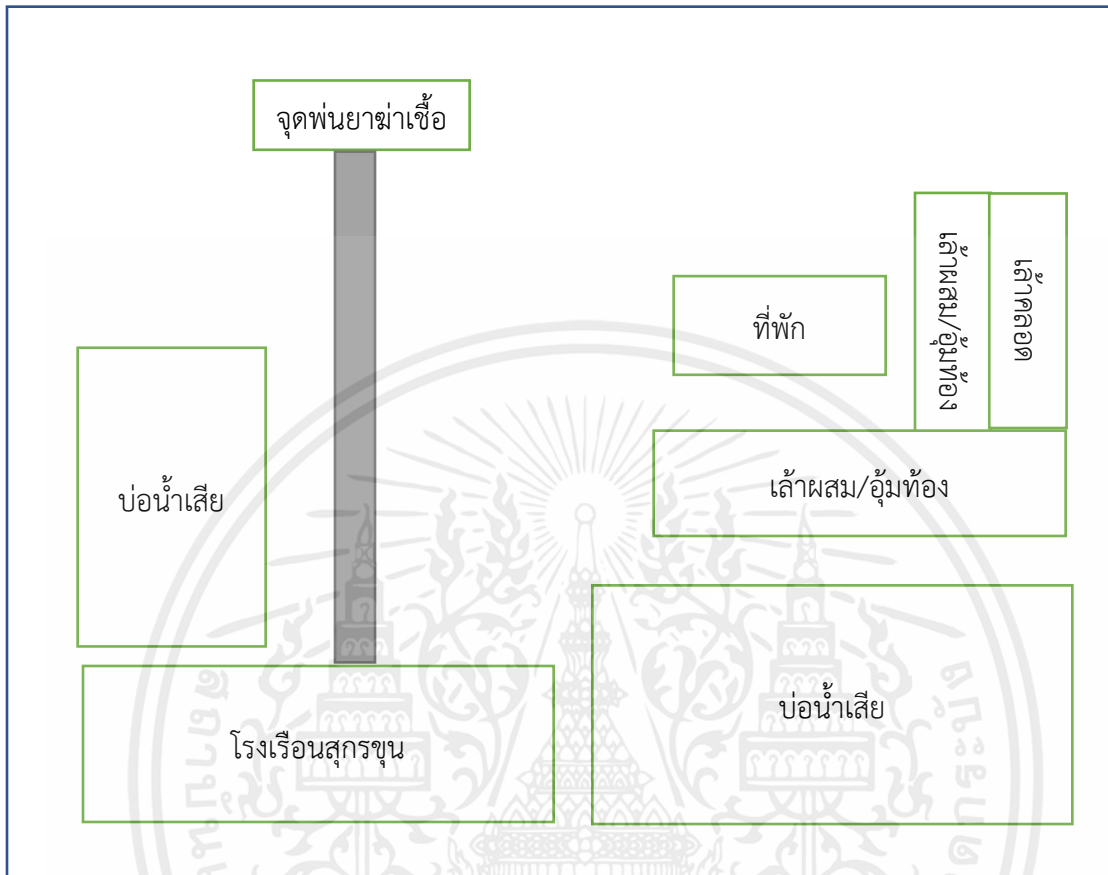 จุดพ่นยาฆ่าเชื้อ
เล้าผสม/อุ้มท้อง
เล้าคลอด
ที่พัก
เล้าผสม/อุ้มท้อง
บ่อน้ำเสีย
บ่อน้ำเสีย
โรงเรือนสุกรขุน